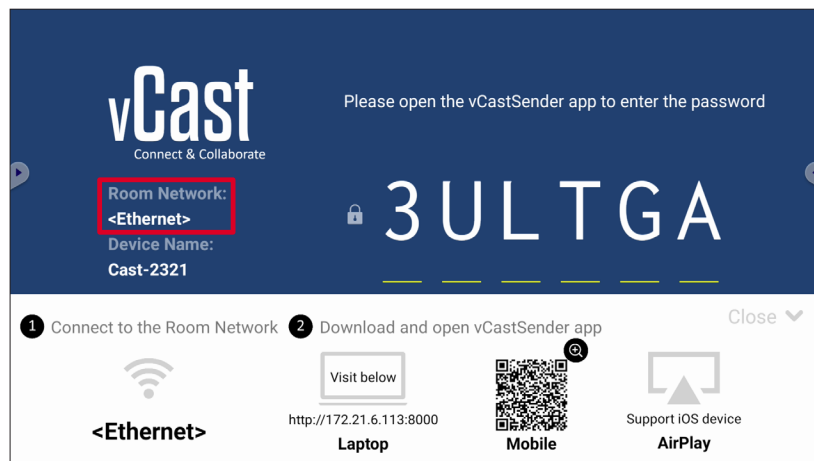 vCast
Connect & Collaborate
Please open the vCastSender app to enter the password
Room Network:
<Ethernet>
Device Name:
Cast-2321
3ULTGA
1 Connect to the Room Network
2 Download and open vCastSender app
Close
<Ethernet>
Visit below
http://172.21.6.113:8000
Laptop
Mobile
Support iOS device
AirPlay